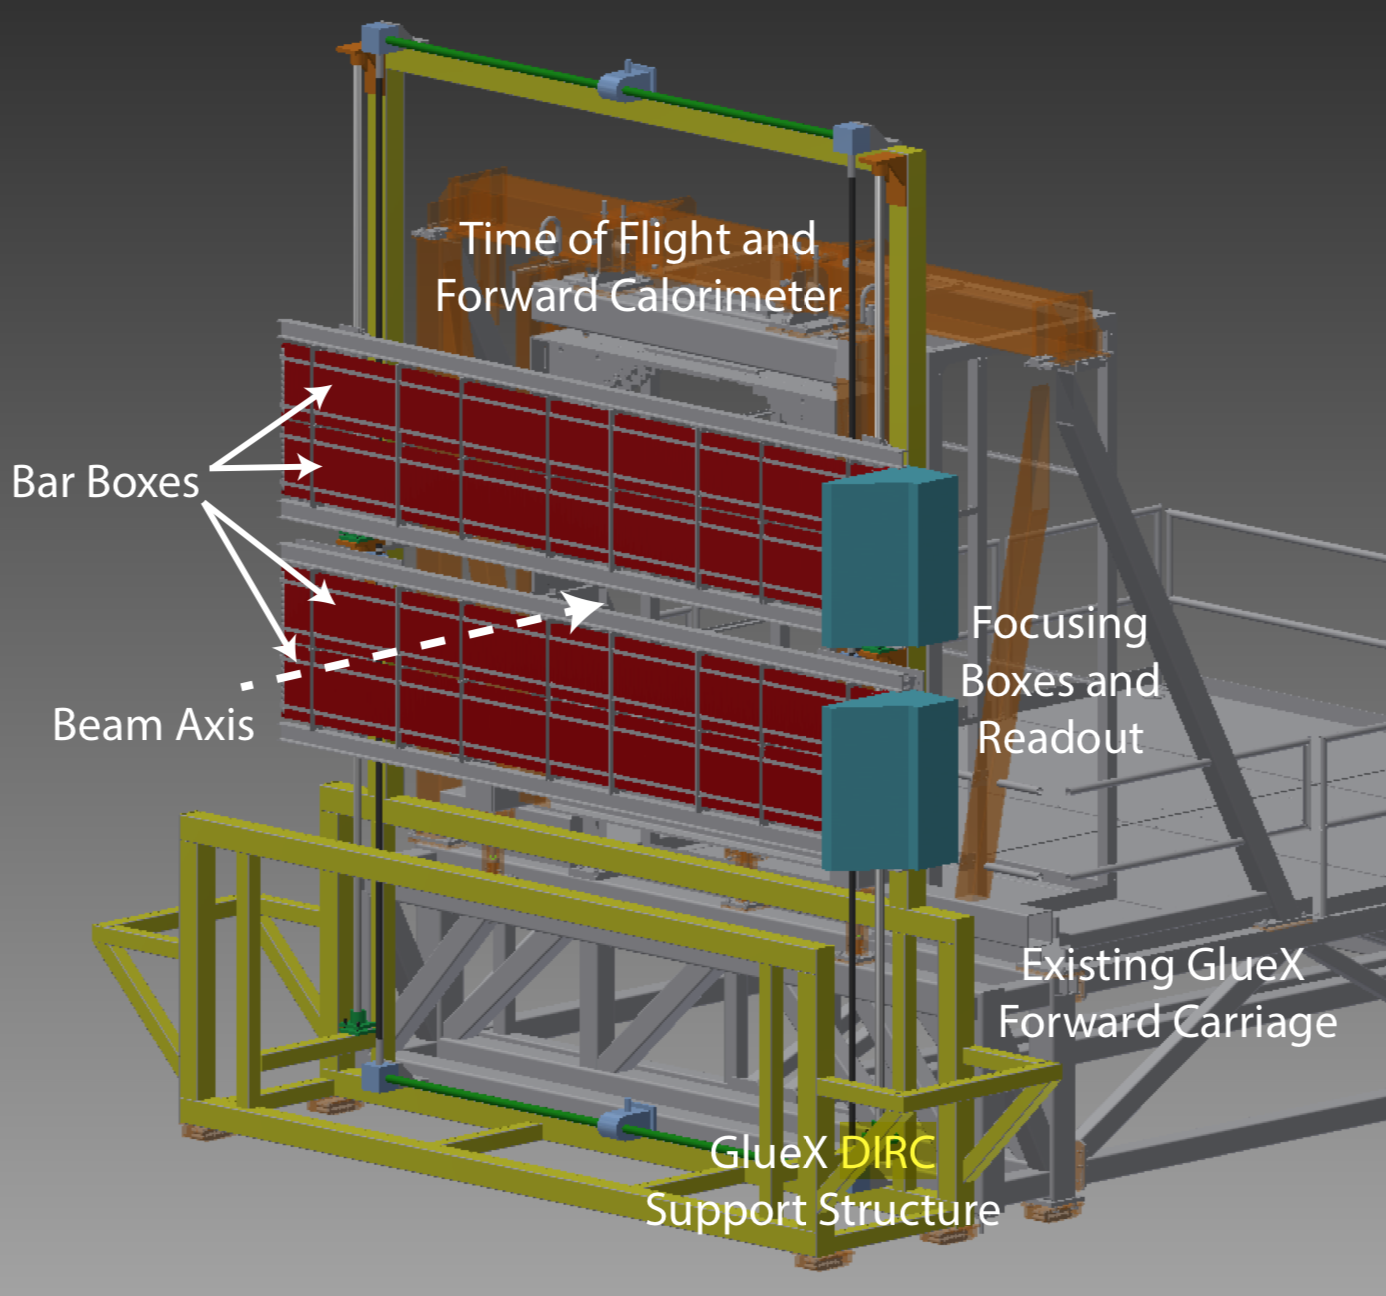 Time of Flight and
Forward Calorimeter
Bar Boxes
Beam Axis
Focusing
Boxes and
Readout
Existing GlueX
Forward Carriage
GlueX DIRC
Support Structure